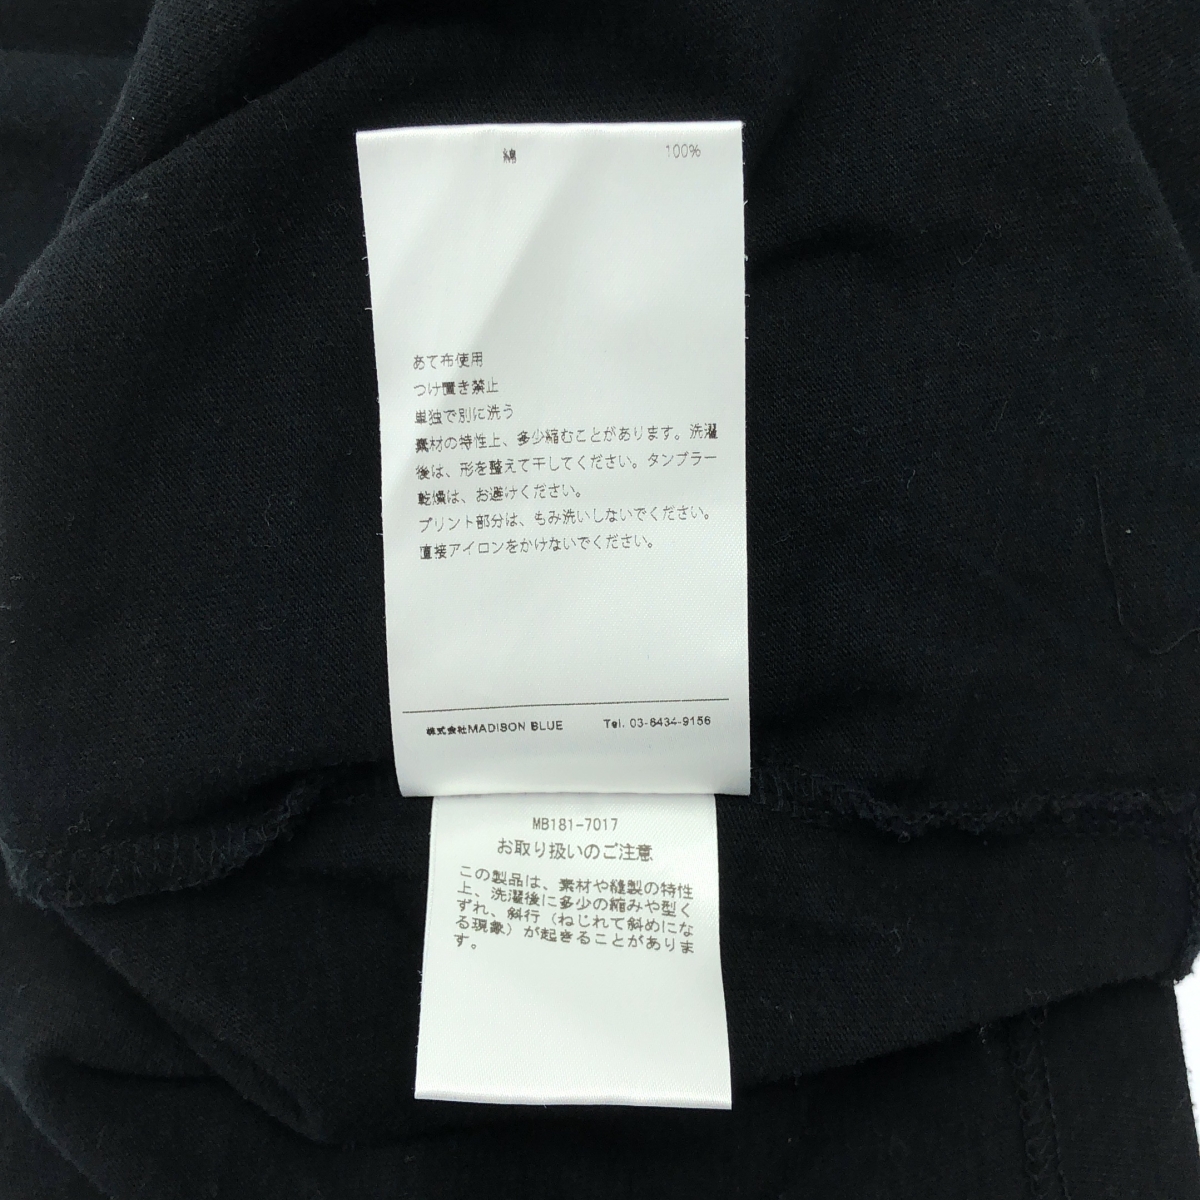 綿 100%
あて布使用
つけ置き禁止
単独で別に洗う
素材の特性上、多少縮むことがあります。洗濯
後は、形を整えて干してください。タンブラー
乾燥は、お避けください。
プリント部分は、もみ洗いしないでください。
直接アイロンをかけないでください。
株式会社MADISON BLUE Tel. 03-6434-9156
MB181-7017
お取り扱いのご注意
この製品は、素材や縫製の特性
上、洗濯後に多少の縮みや型く
ずれ、斜行（ねじれて斜めにな
る現象）が起きることがありま
す。